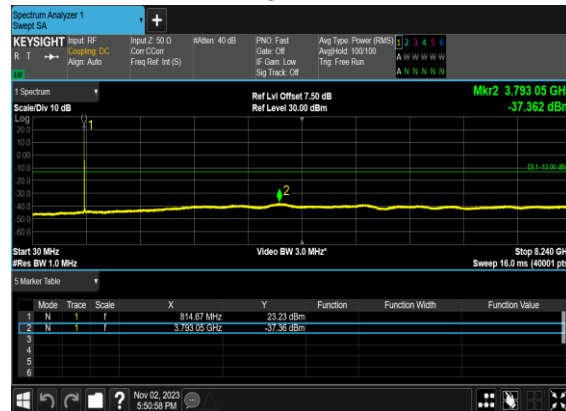 Spectrum Analyzer 1
Swept SA
+
KEYSIGHT Input: RF Input Z: 50 Ω #Atten: 40 dB PNO: Fast Avg Type: Power (RMS) 1 2 3 4 5 6
R T Coupling: DC Corr CCorr Gate: Off Avg|Hold: 100/100 A W W W W W
Align: Auto Freq Ref: Int (S) IF Gain: Low Trig: Free Run A N N N N N
LXI Sig Track: Off
1 Spectrum Ref Lvl Offset 7.50 dB Mkr2 3.793 05 GH
Scale/Div 10 dB Ref Level 30.00 dBm -37.362 dBm
Log
20.0 1
10.0
0.00
-10.0 DL1 -13.00 dB
-20.0
-30.0 2
-40.0
-50.0
-60.0
Start 30 MHz Video BW 3.0 MHz* Stop 8.240 GH
#Res BW 1.0 MHz Sweep 16.0 ms (40001 pts
5 Marker Table
Mode Trace Scale X Y Function Function Width Function Value
1 N 1 f 814.67 MHz 23.23 dBm
2 N 1 f 3.793 05 GHz -37.36 dBm
3
4
5
6
? Nov 02, 2023
5:50:58 PM